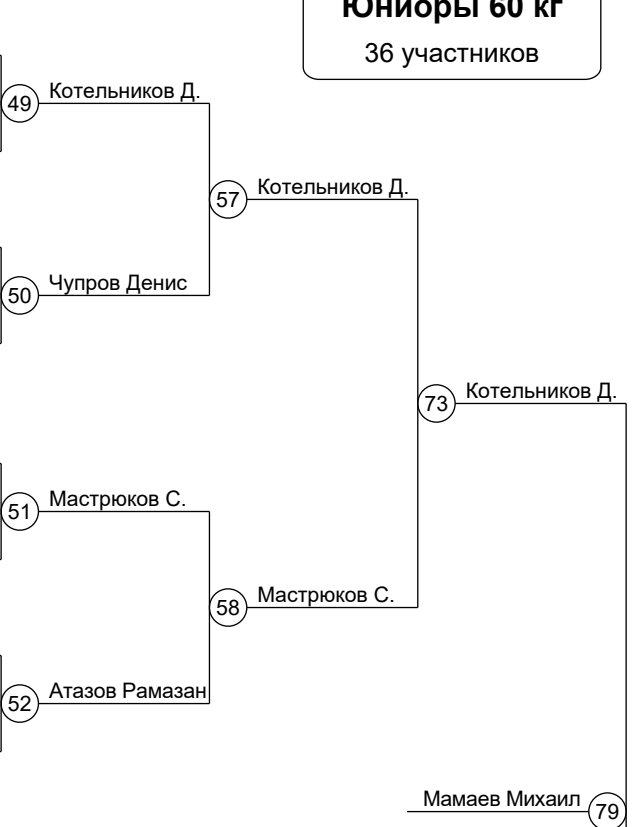 Юниоры 60 кг
36 участников
49 Котельников Д.
57 Котельников Д.
50 Чупров Денис
73 Котельников Д.
51 Мастрюков С.
58 Мастрюков С.
52 Атазов Рамазан
Мамаев Михаил 79